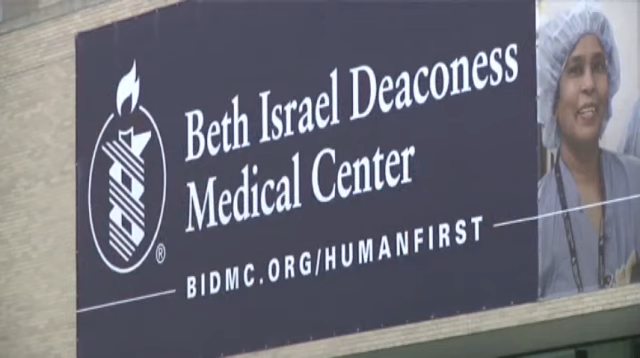 Beth Israel Deaconess
Medical Center
®
BIDMC.ORG/HUMANFIRST